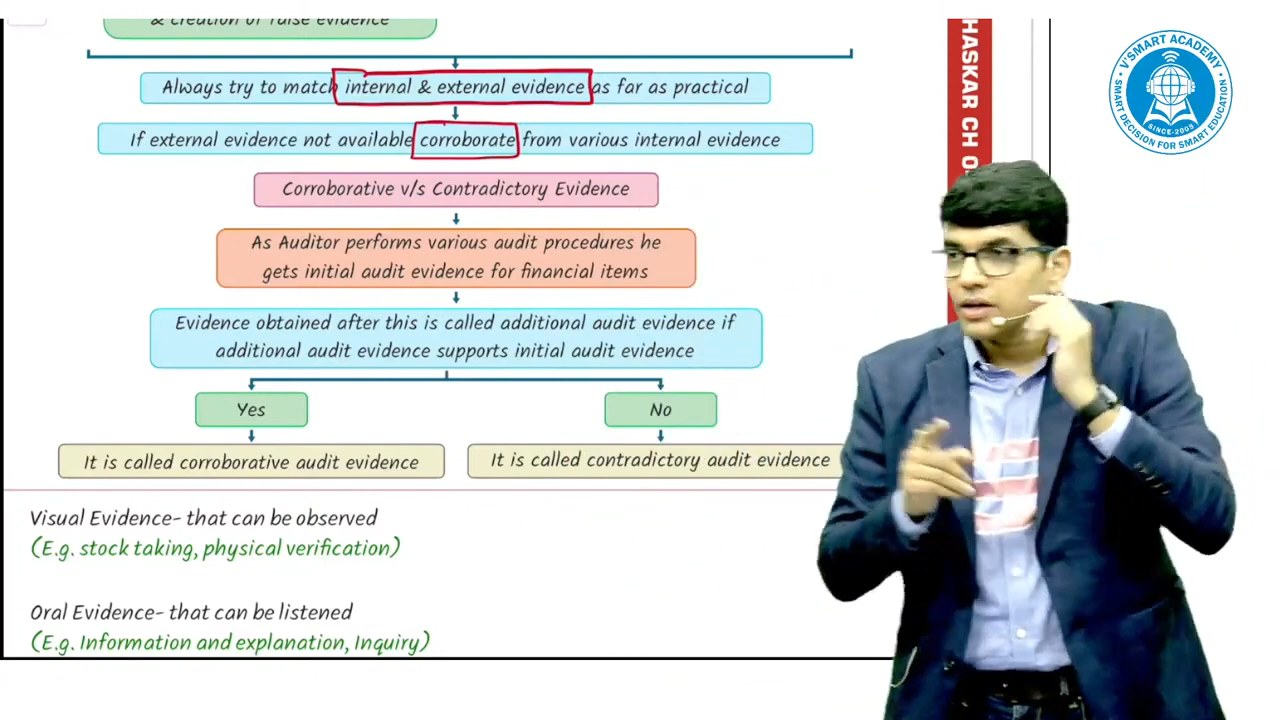 & creation of false evidence
Always try to match internal & external evidence as far as practical
If external evidence not available corroborate from various internal evidence
Corroborative v/s Contradictory Evidence
As Auditor performs various audit procedures he
gets initial audit evidence for financial items
Evidence obtained after this is called additional audit evidence if
additional audit evidence supports initial audit evidence
Yes
No
It is called corroborative audit evidence
It is called contradictory audit evidence
Visual Evidence- that can be observed
(E.g. stock taking, physical verification)
Oral Evidence- that can be listened
(E.g. Information and explanation, Inquiry)
HASKAR CH 0
V'SMART ACADEMY
SINCE-2005
SMART DECISION FOR SMART EDUCATION